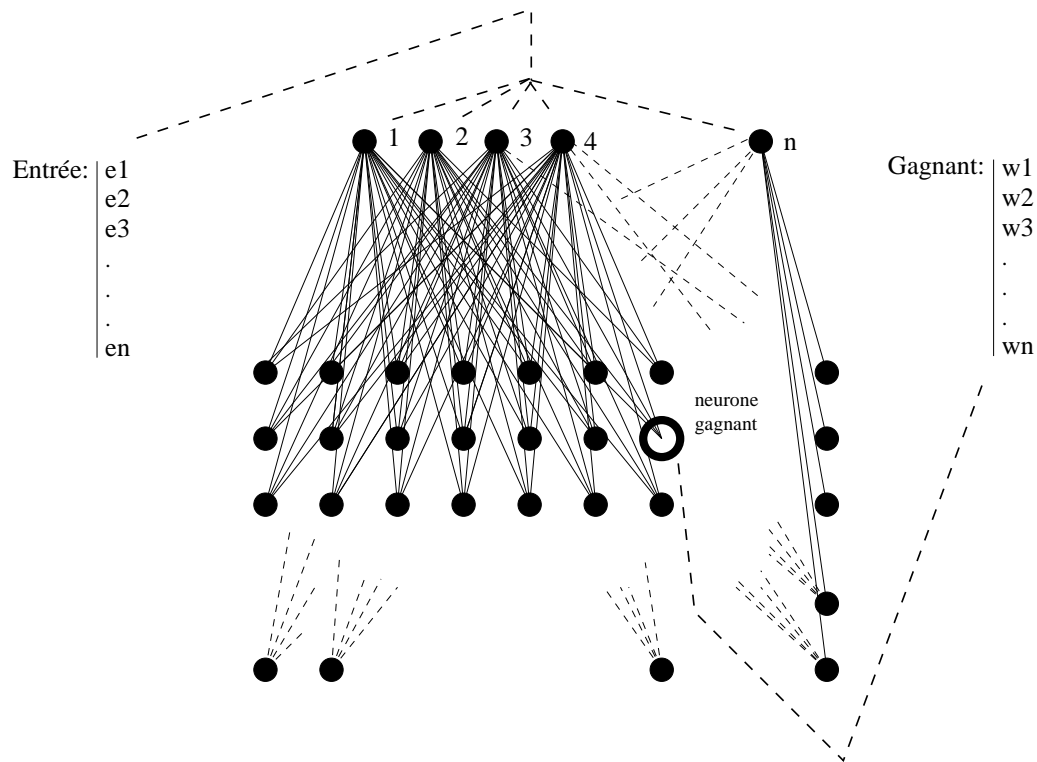 1 2 3 4 n
Entrée: e1
e2
e3
.
.
.
en
Gagnant: w1
w2
w3
.
.
.
wn
neurone
gagnant